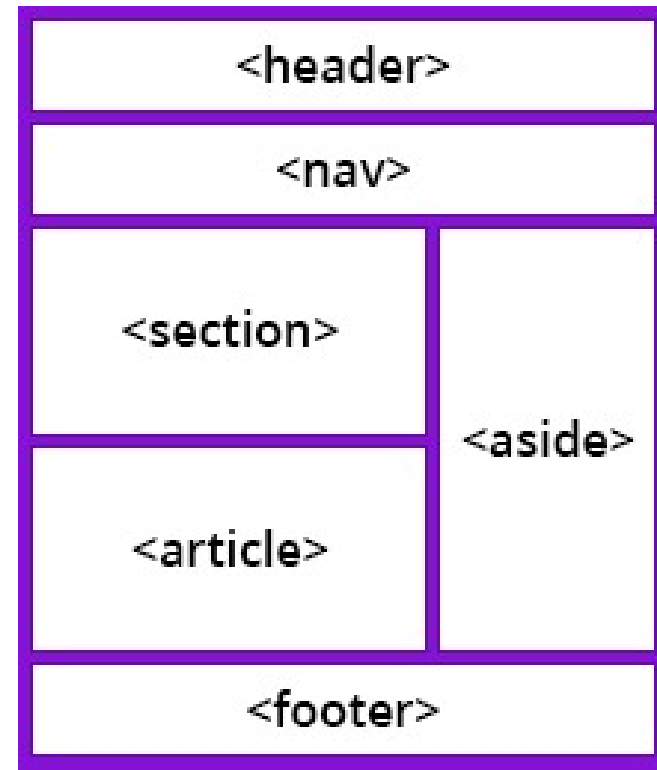 <header>
<nav>
<section>
<aside>
<article>
<footer>